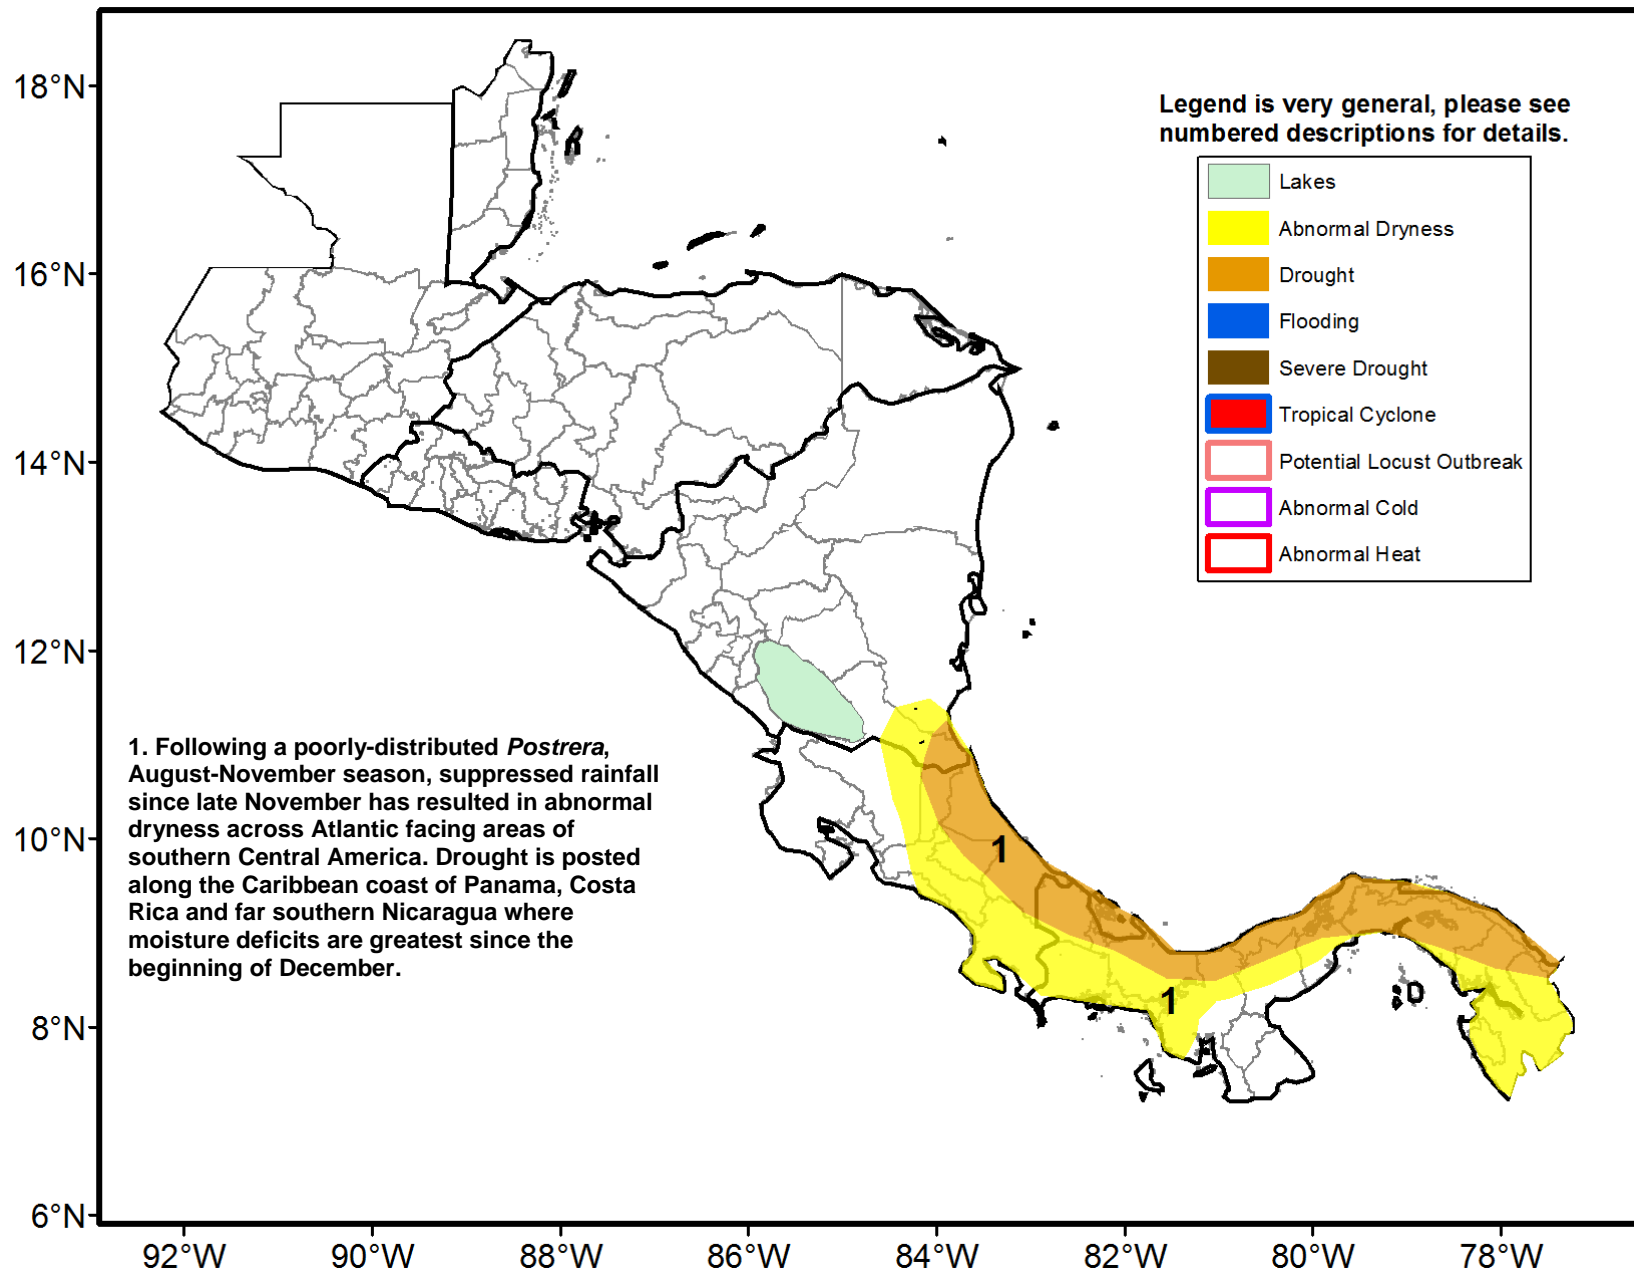 18°N
16°N
14°N
12°N
10°N
8°N
6°N
92°W
90°W
88°W
86°W
84°W
82°W
80°W
78°W
Legend is very general, please see
numbered descriptions for details.
Lakes
Abnormal Dryness
Drought
Flooding
Severe Drought
Tropical Cyclone
Potential Locust Outbreak
Abnormal Cold
Abnormal Heat
1. Following a poorly-distributed Postrera,
August-November season, suppressed rainfall
since late November has resulted in abnormal
dryness across Atlantic facing areas of
southern Central America. Drought is posted
along the Caribbean coast of Panama, Costa
Rica and far southern Nicaragua where
moisture deficits are greatest since the
beginning of December.
1
1